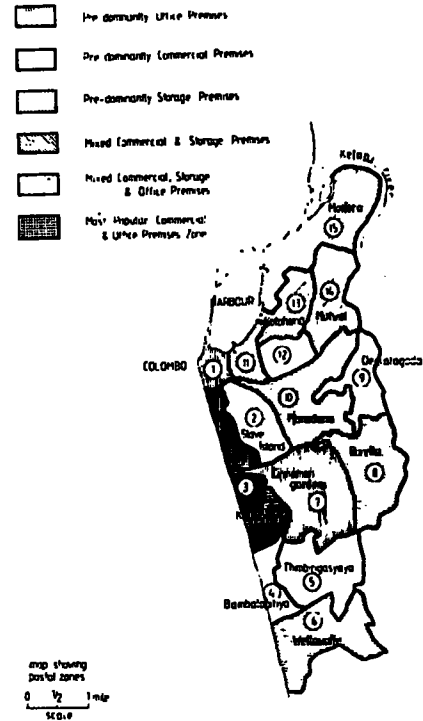 Pre dominantly Office Premises
Pre dominantly Commercial Premises
Pre-dominantly Storage Premises
Mixed Commercial & Storage Premises
Mixed Commercial, Storage
& Office Premises
Most Popular Commercial
& Office Premises Zone
Kelani River
Modera
15
HARBOUR
13
14
Kotahena
Mutwal
COLOMBO
1
11
12
9
10
Maradana
2
Slave
Island
Borella
8
3
Cinnamon
gardens
7
5
4
Bambalapitiya
6
Wellawatte
map showing
postal zones
0 1/2 1 mile
scale